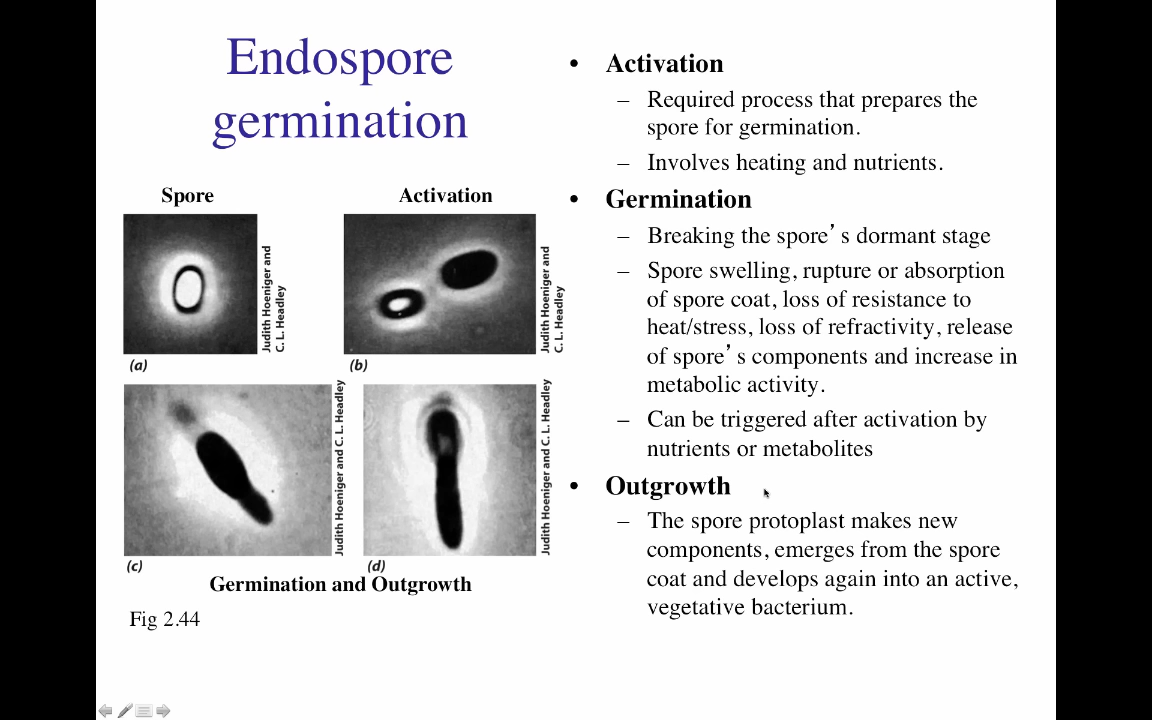 Endospore
germination
Spore
Activation
Judith Hoeniger and
C. L. Headley
Judith Hoeniger and
C. L. Headley
(a)
(b)
Judith Hoeniger and C. L. Headley
Judith Hoeniger and C. L. Headley
(c)
(d)
Germination and Outgrowth
Fig 2.44
• Activation
– Required process that prepares the
spore for germination.
– Involves heating and nutrients.
• Germination
– Breaking the spore’s dormant stage
– Spore swelling, rupture or absorption
of spore coat, loss of resistance to
heat/stress, loss of refractivity, release
of spore’s components and increase in
metabolic activity.
– Can be triggered after activation by
nutrients or metabolites
• Outgrowth
– The spore protoplast makes new
components, emerges from the spore
coat and develops again into an active,
vegetative bacterium.